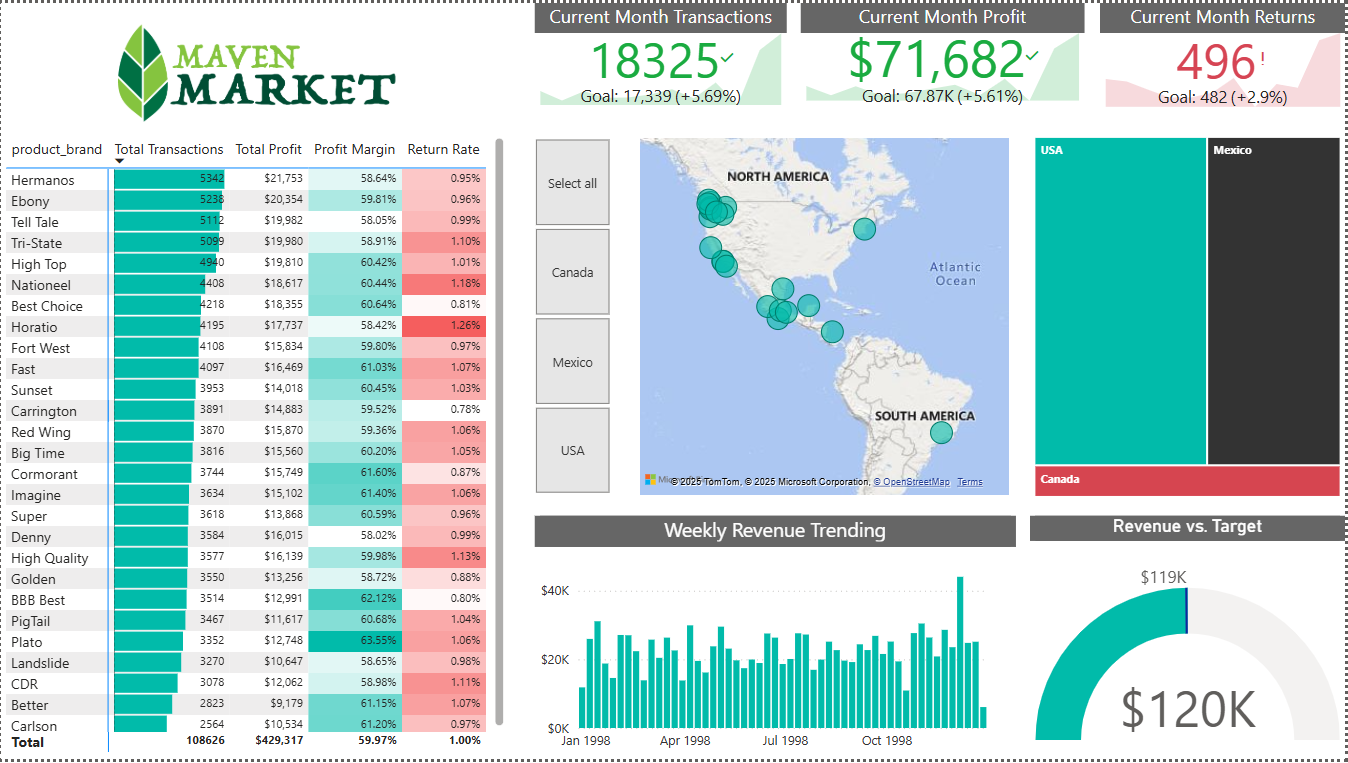 MAVEN
MARKET
Current Month Transactions
18325
Goal: 17,339 (+5.69%)
Current Month Profit
$71,682
Goal: 67.87K (+5.61%)
Current Month Returns
496!
Goal: 482 (+2.9%)
product_brand Total Transactions Total Profit Profit Margin Return Rate
Hermanos 5342 $21,753 58.64% 0.95%
Ebony 5238 $20,354 59.81% 0.96%
Tell Tale 5112 $19,982 58.05% 0.99%
Tri-State 5099 $19,980 58.91% 1.10%
High Top 4940 $19,810 60.42% 1.01%
Nationeel 4408 $18,617 60.44% 1.18%
Best Choice 4218 $18,355 60.64% 0.81%
Horatio 4195 $17,737 58.42% 1.26%
Fort West 4108 $15,834 59.80% 0.97%
Fast 4097 $16,469 61.03% 1.07%
Sunset 3953 $14,018 60.45% 1.03%
Carrington 3891 $14,883 59.52% 0.78%
Red Wing 3870 $15,870 59.36% 1.06%
Big Time 3816 $15,560 60.20% 1.05%
Cormorant 3744 $15,749 61.60% 0.87%
Imagine 3634 $15,102 61.40% 1.06%
Super 3618 $13,868 60.59% 0.96%
Denny 3584 $16,015 58.02% 0.99%
High Quality 3577 $16,139 59.98% 1.13%
Golden 3550 $13,256 58.72% 0.88%
BBB Best 3514 $12,991 62.12% 0.80%
PigTail 3467 $11,617 60.68% 1.04%
Plato 3352 $12,748 63.55% 1.06%
Landslide 3270 $10,647 58.65% 0.98%
CDR 3078 $12,062 58.98% 1.11%
Better 2823 $9,179 61.15% 1.07%
Carlson 2564 $10,534 61.20% 0.97%
Total 108626 $429,317 59.97% 1.00%
Select all
Canada
Mexico
USA
NORTH AMERICA
Atlantic
Ocean
SOUTH AMERICA
© 2025 TomTom, © 2025 Microsoft Corporation, © OpenStreetMap Terms
USA
Mexico
Canada
Weekly Revenue Trending
$40K
$20K
$0K
Jan 1998 Apr 1998 Jul 1998 Oct 1998
Revenue vs. Target
$119K
$120K